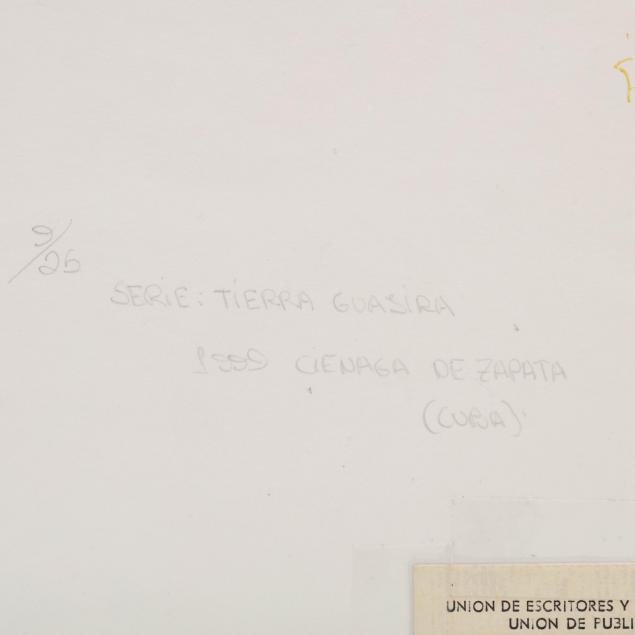 9/25
SERIE: TIERRA GUASIRA
1999 CIENAGA DE ZAPATA
(CUBA)
UNION DE ESCRITORES Y
UNION DE PUBLI